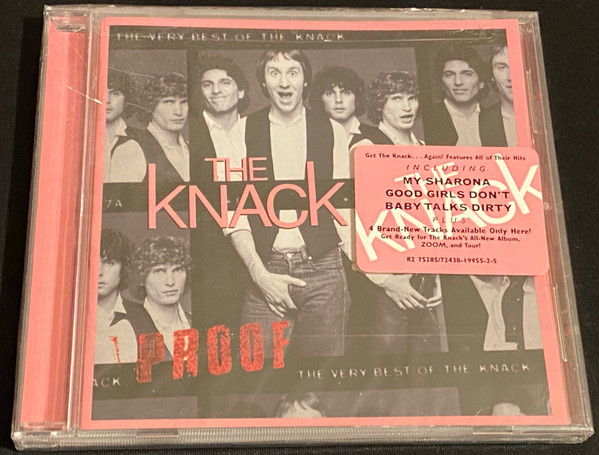 THE VERY BEST OF THE KNACK
THE
KNACK
THE
KNACK
Get The Knack. . . Again! Features All of Their Hits
INCLUDING
MY SHARONA
GOOD GIRLS DON'T
BABY TALKS DIRTY
PLUS
4 Brand-New Tracks Available Only Here!
Get Ready for The Knack's All-New Album,
ZOOM, and Tour!
R2 75285/72438-19955-2-5
7A
PROOF
ACK
THE VERY BEST OF THE KNACK